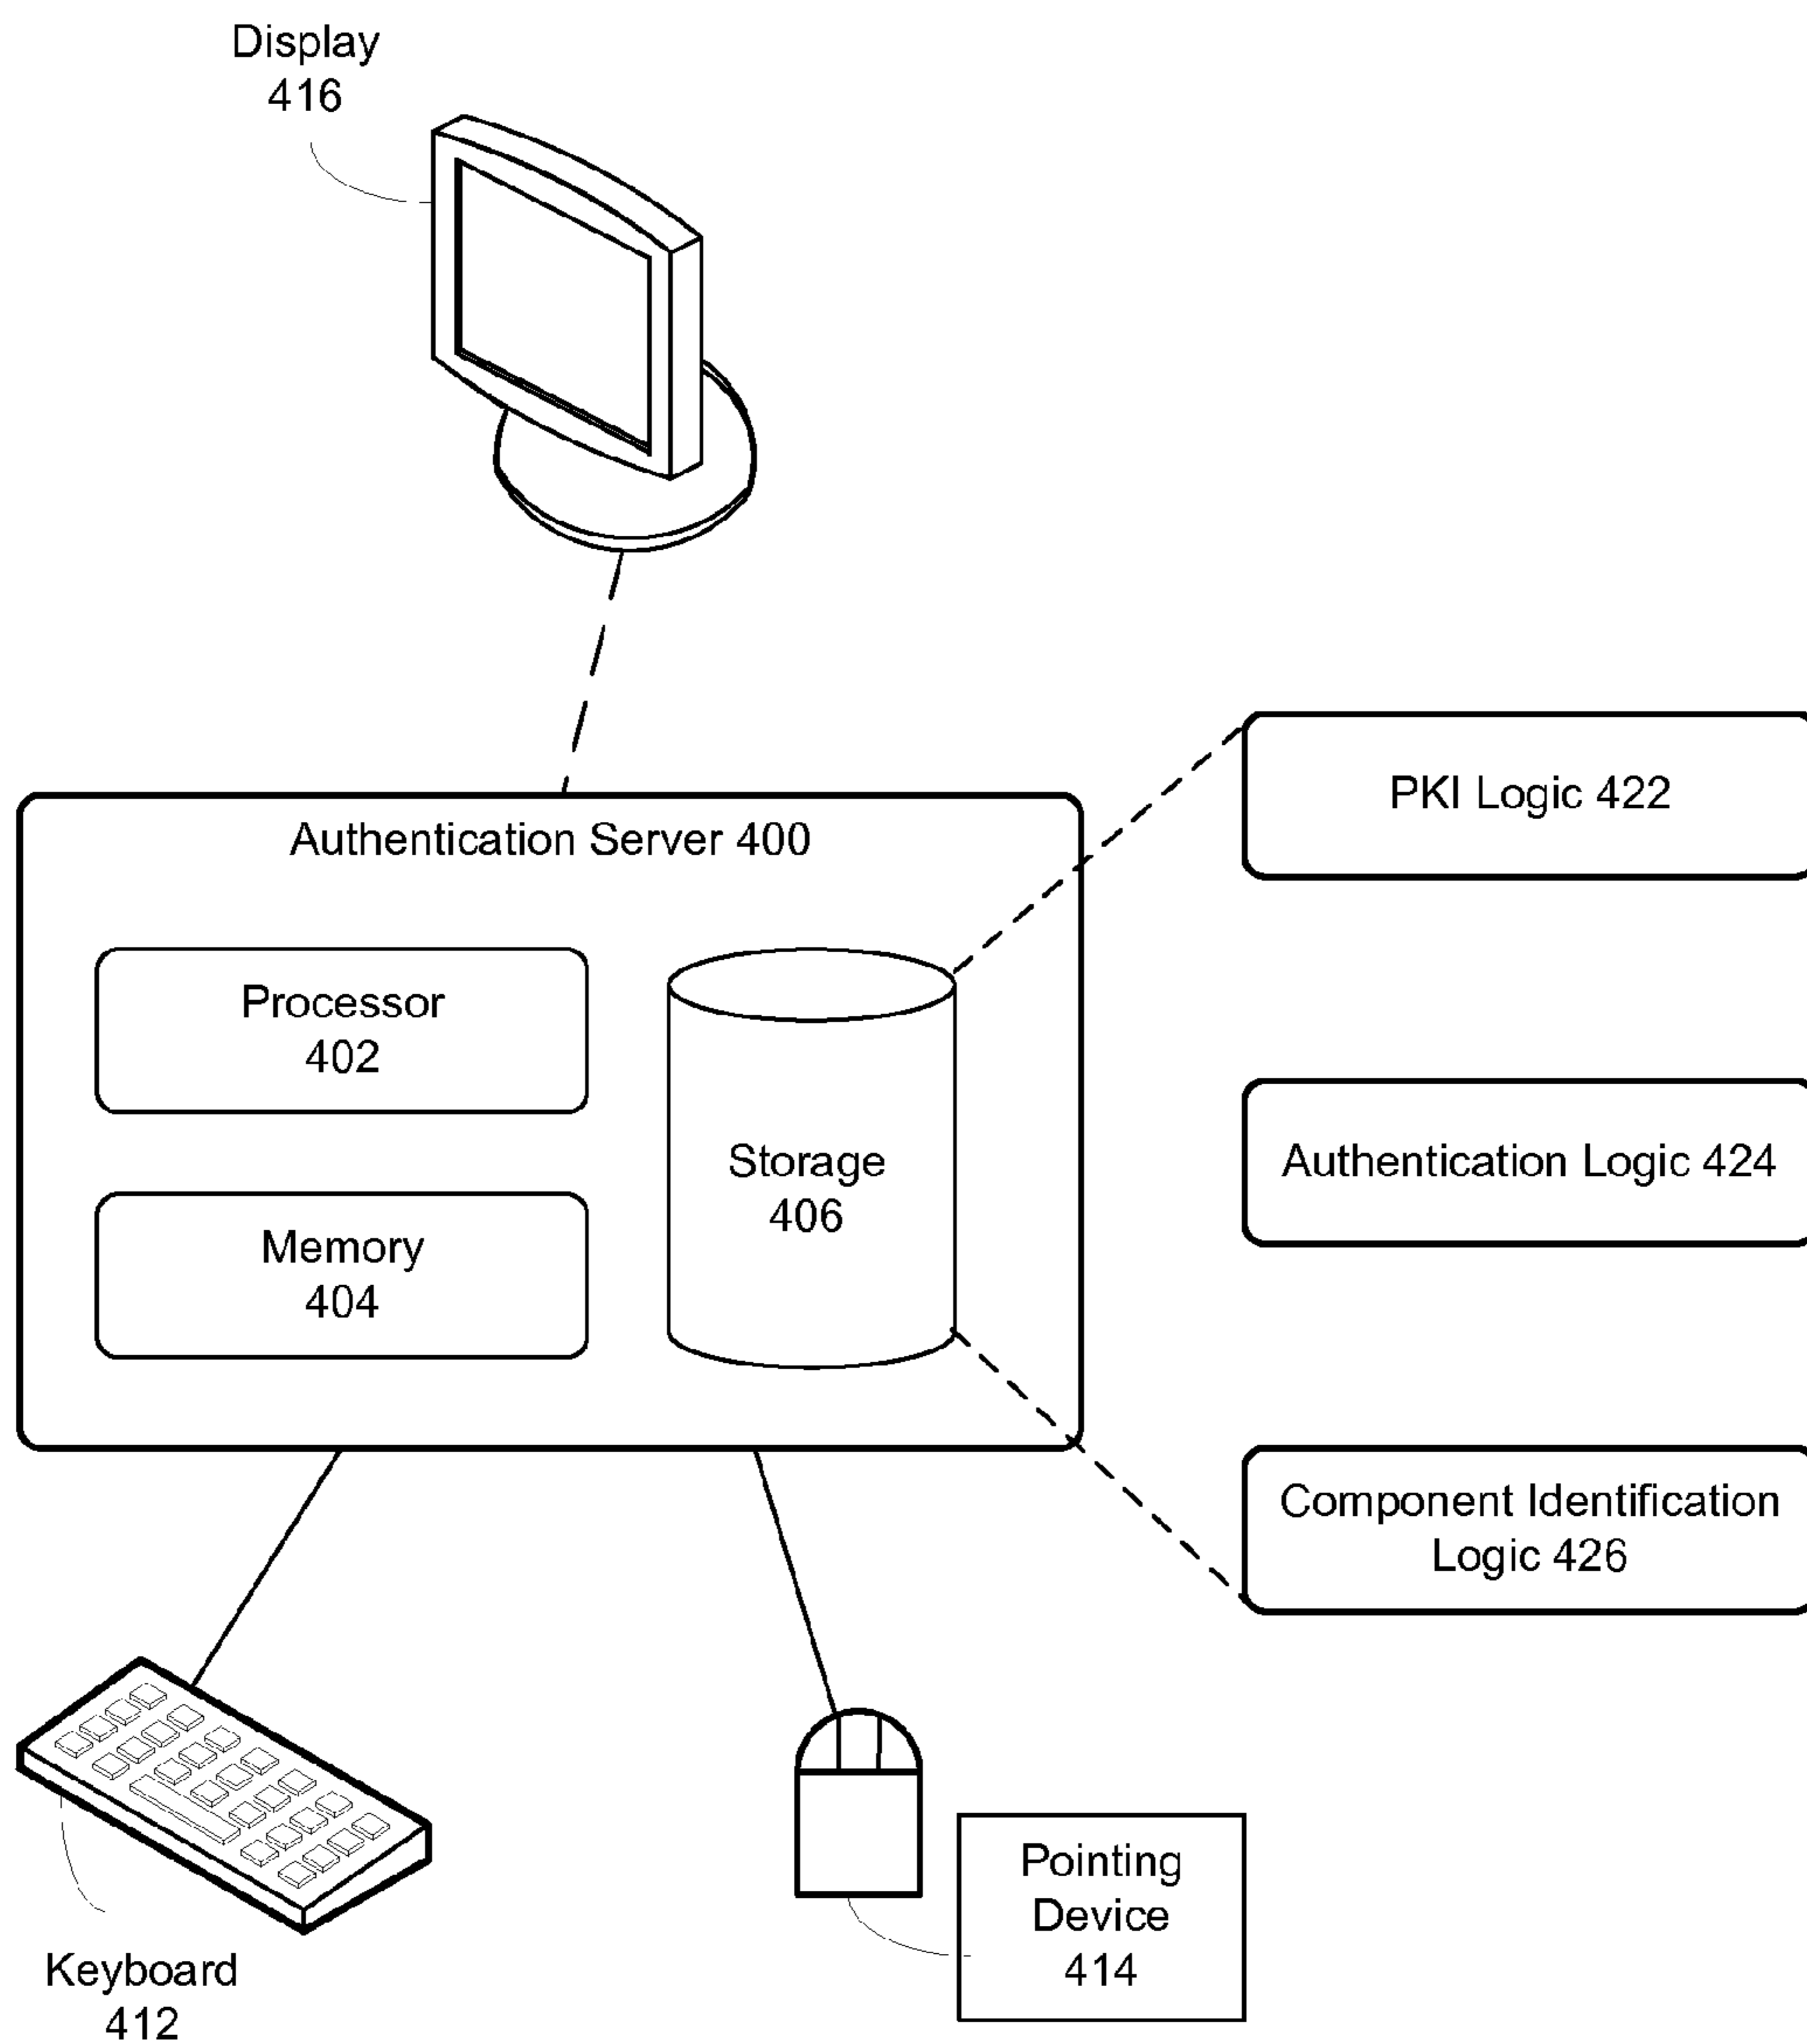 Display
416
PKI Logic 422
Authentication Server 400
Processor
402
Storage
406
Authentication Logic 424
Memory
404
Component Identification
Logic 426
Pointing
Device
414
Keyboard
412